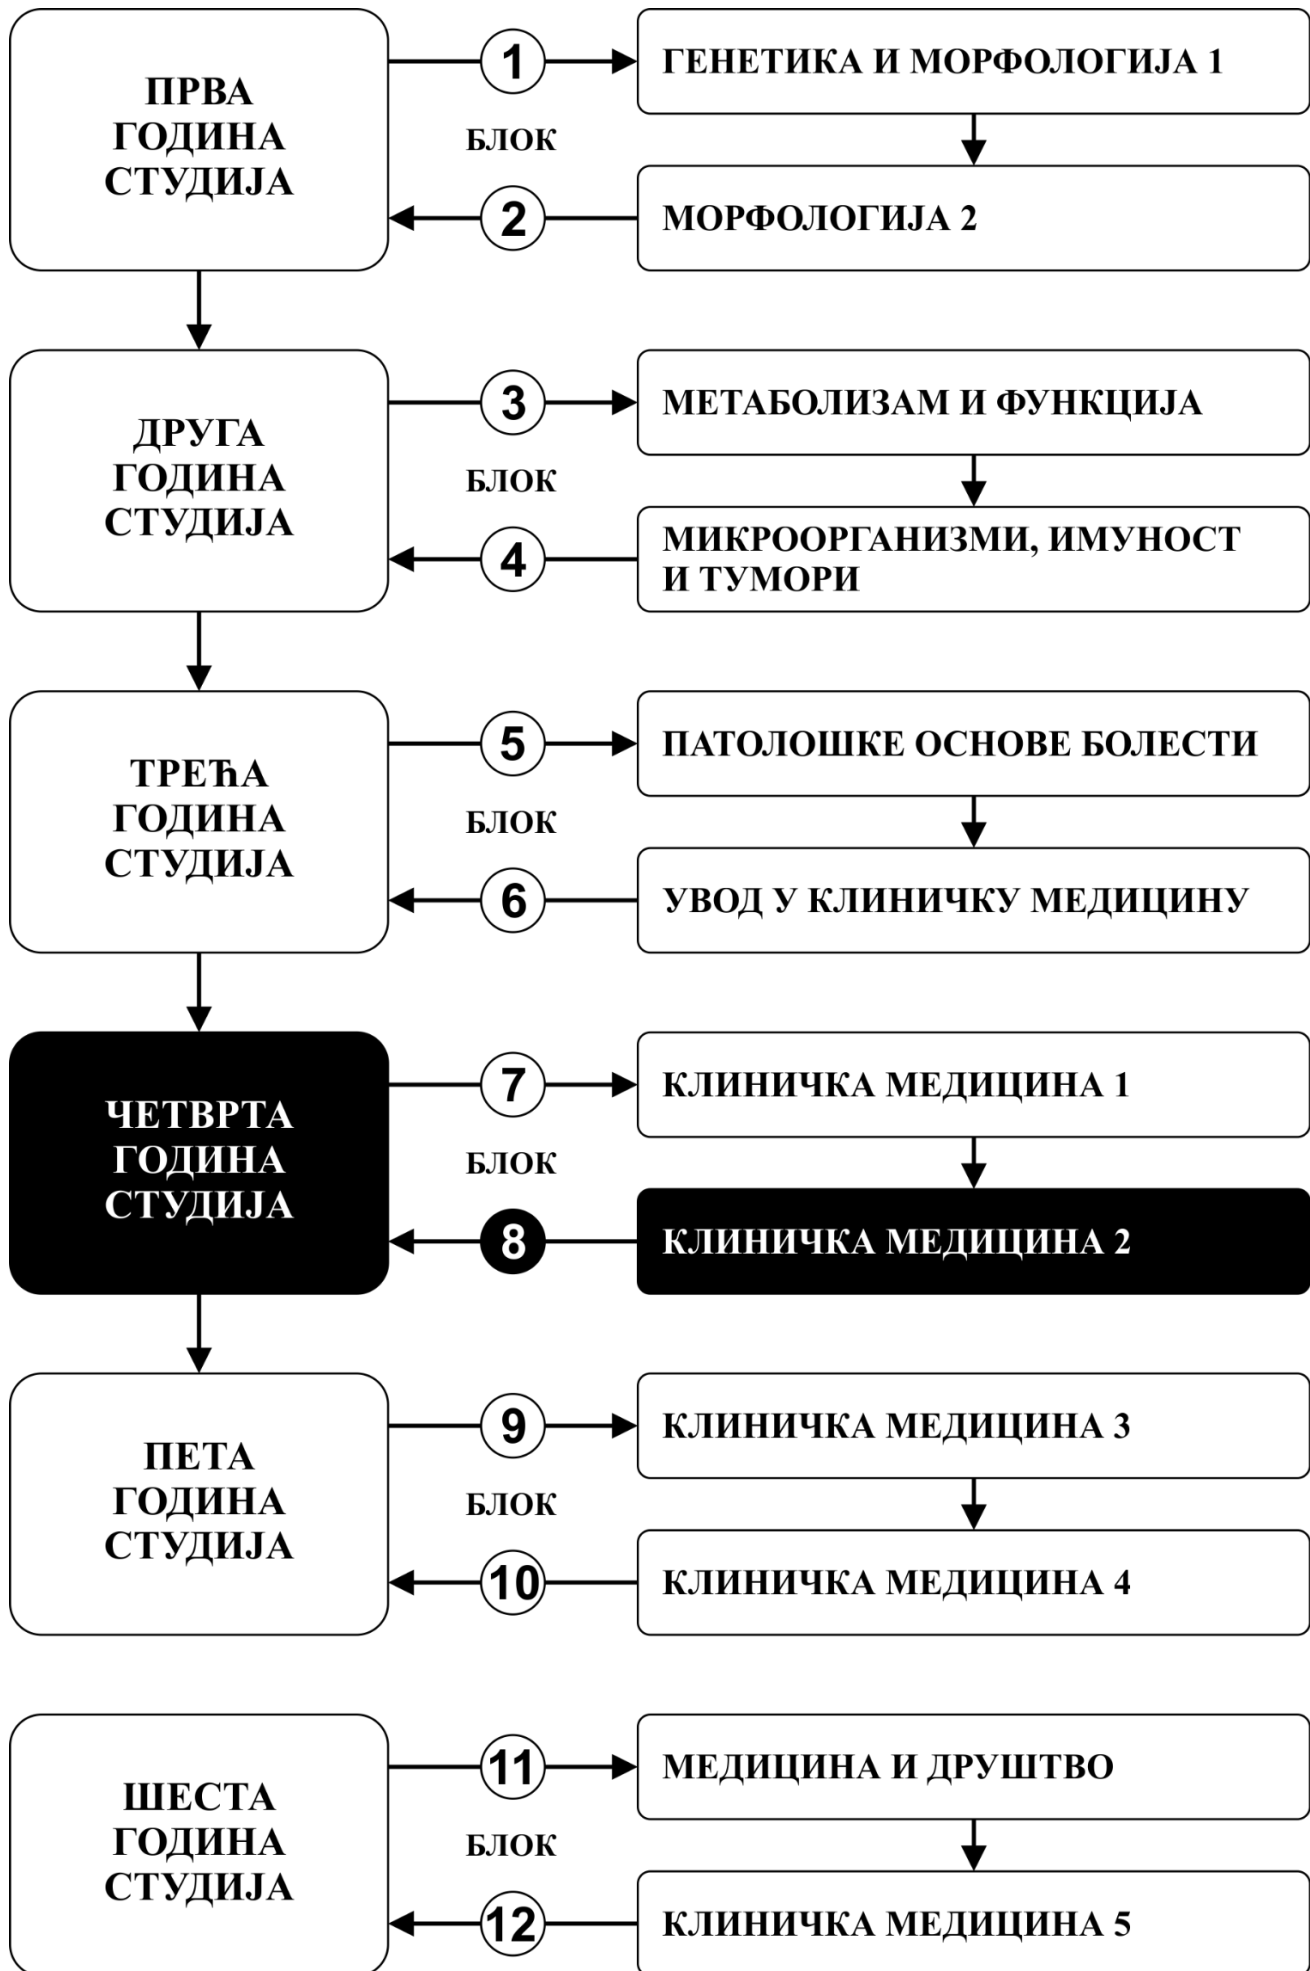 ПРВА
ГОДИНА
СТУДИЈА
1
БЛОК
2
ГЕНЕТИКА И МОРФОЛОГИЈА 1
МОРФОЛОГИЈА 2
ДРУГА
ГОДИНА
СТУДИЈА
3
БЛОК
4
МЕТАБОЛИЗАМ И ФУНКЦИЈА
МИКРООРГАНИЗМИ, ИМУНОСТ
И ТУМОРИ
ТРЕЋА
ГОДИНА
СТУДИЈА
5
БЛОК
6
ПАТОЛОШКЕ ОСНОВЕ БОЛЕСТИ
УВОД У КЛИНИЧКУ МЕДИЦИНУ
ЧЕТВРТА
ГОДИНА
СТУДИЈА
7
БЛОК
8
КЛИНИЧКА МЕДИЦИНА 1
КЛИНИЧКА МЕДИЦИНА 2
ПЕТА
ГОДИНА
СТУДИЈА
9
БЛОК
10
КЛИНИЧКА МЕДИЦИНА 3
КЛИНИЧКА МЕДИЦИНА 4
ШЕСТА
ГОДИНА
СТУДИЈА
11
БЛОК
12
МЕДИЦИНА И ДРУШТВО
КЛИНИЧКА МЕДИЦИНА 5